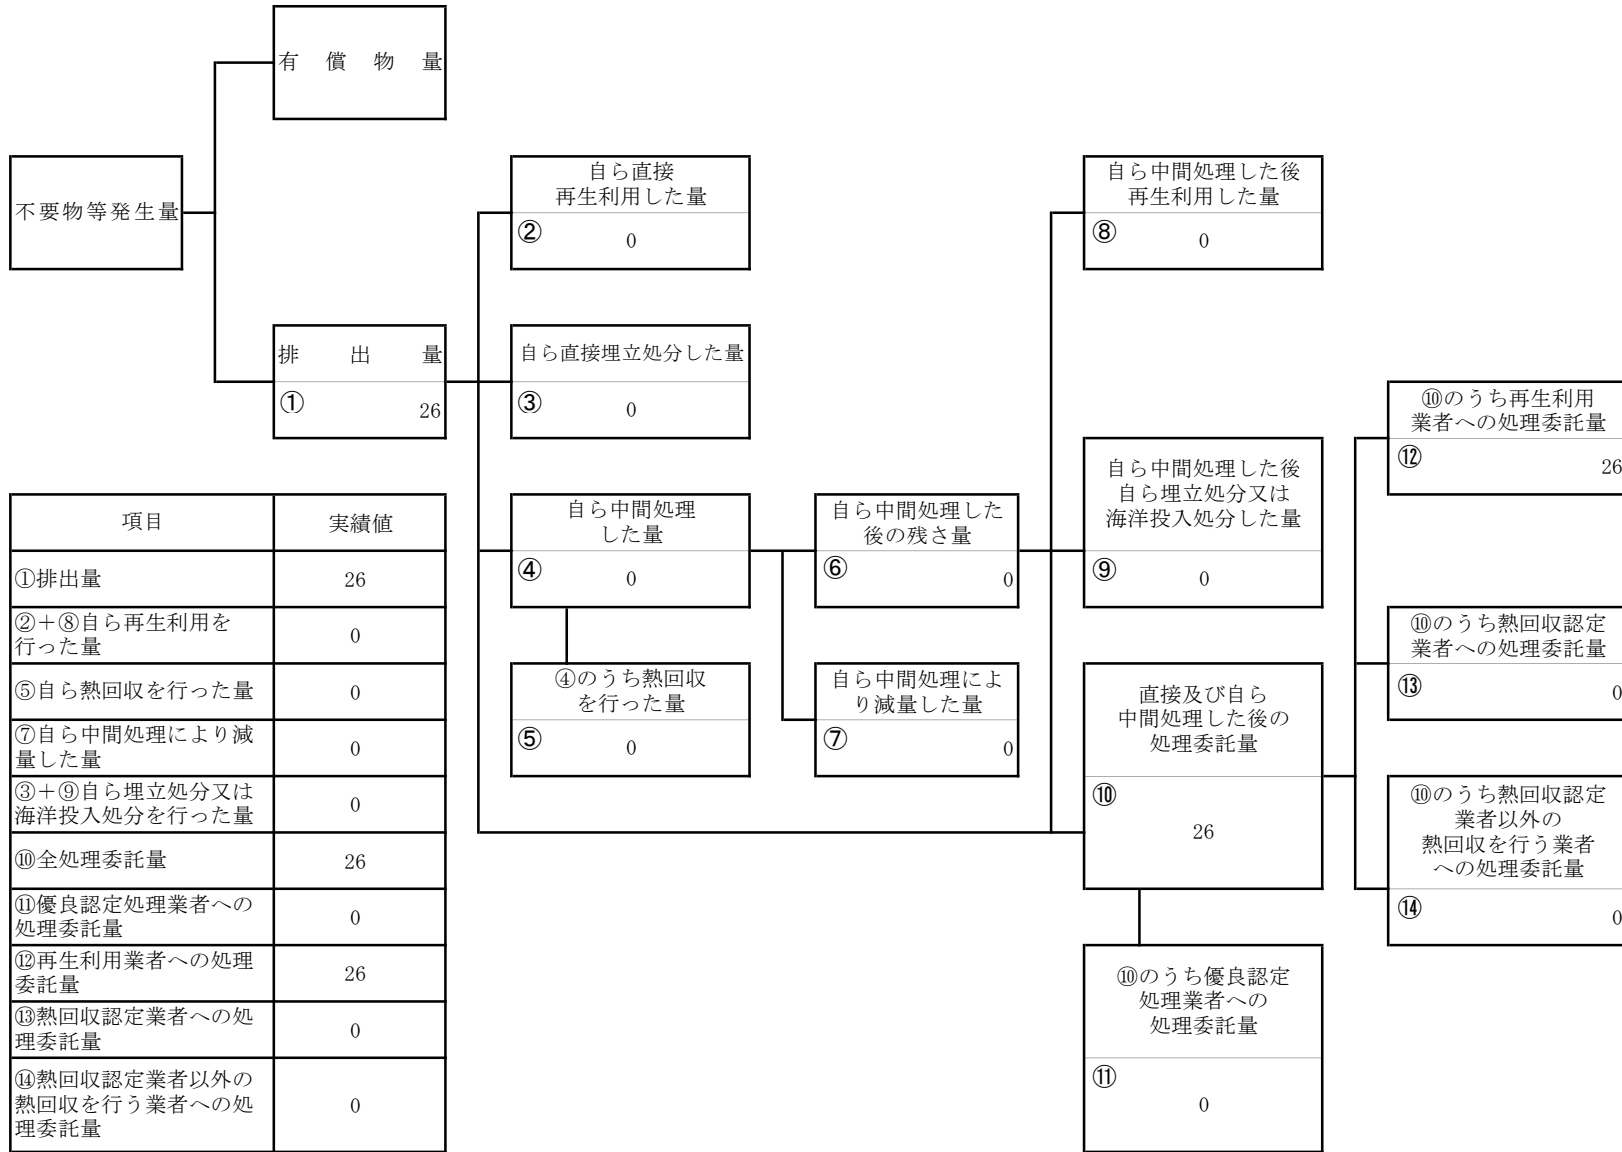 有償物量
不要物等発生量
排出量
①
26
自ら直接
再生利用した量
②
0
自ら直接埋立処分した量
③
0
自ら中間処理
した量
④
0
④のうち熱回収
を行った量
⑤
0
自ら中間処理した
後の残さ量
⑥
0
自ら中間処理によ
り減量した量
⑦
0
自ら中間処理した後
再生利用した量
⑧
0
自ら中間処理した後
自ら埋立処分又は
海洋投入処分した量
⑨
0
直接及び自ら
中間処理した後の
処理委託量
⑩
26
⑩のうち優良認定
処理業者への
処理委託量
⑪
0
⑩のうち再生利用
業者への処理委託量
⑫
26
⑩のうち熱回収認定
業者への処理委託量
⑬
0
⑩のうち熱回収認定
業者以外の
熱回収を行う業者
への処理委託量
⑭
0
項目 実績値
①排出量 26
②＋⑧自ら再生利用を
行った量 0
⑤自ら熱回収を行った量 0
⑦自ら中間処理により減
量した量 0
③＋⑨自ら埋立処分又は
海洋投入処分を行った量 0
⑩全処理委託量 26
⑪優良認定処理業者への
処理委託量 0
⑫再生利用業者への処理
委託量 26
⑬熱回収認定業者への処
理委託量 0
⑭熱回収認定業者以外の
熱回収を行う業者への処
理委託量 0